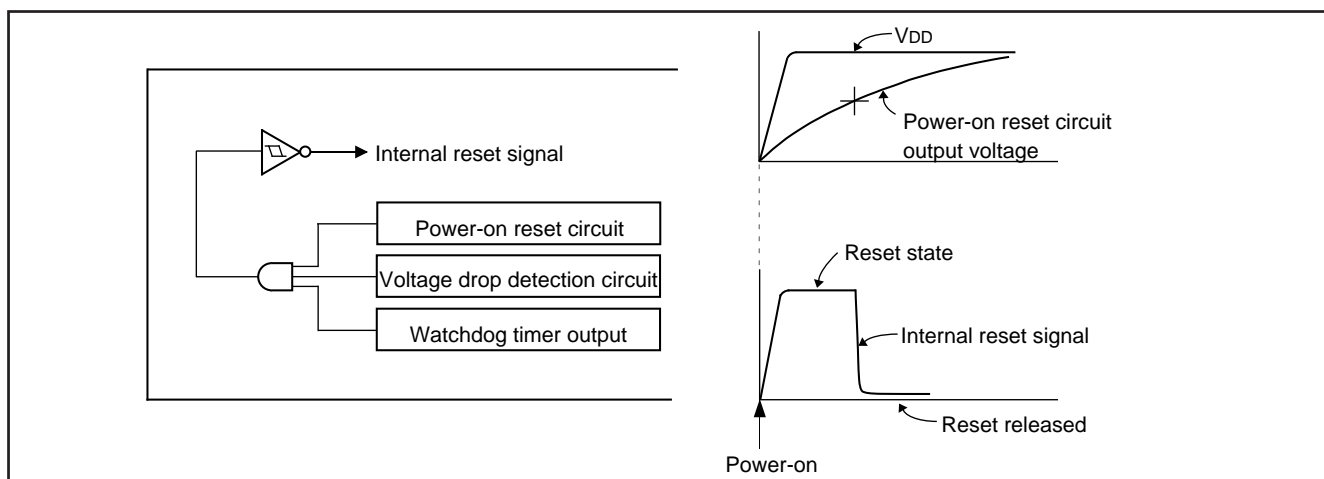 Internal reset signal
Power-on reset circuit
Voltage drop detection circuit
Watchdog timer output
VDD
Power-on reset circuit
output voltage
Reset state
Internal reset signal
Reset released
Power-on